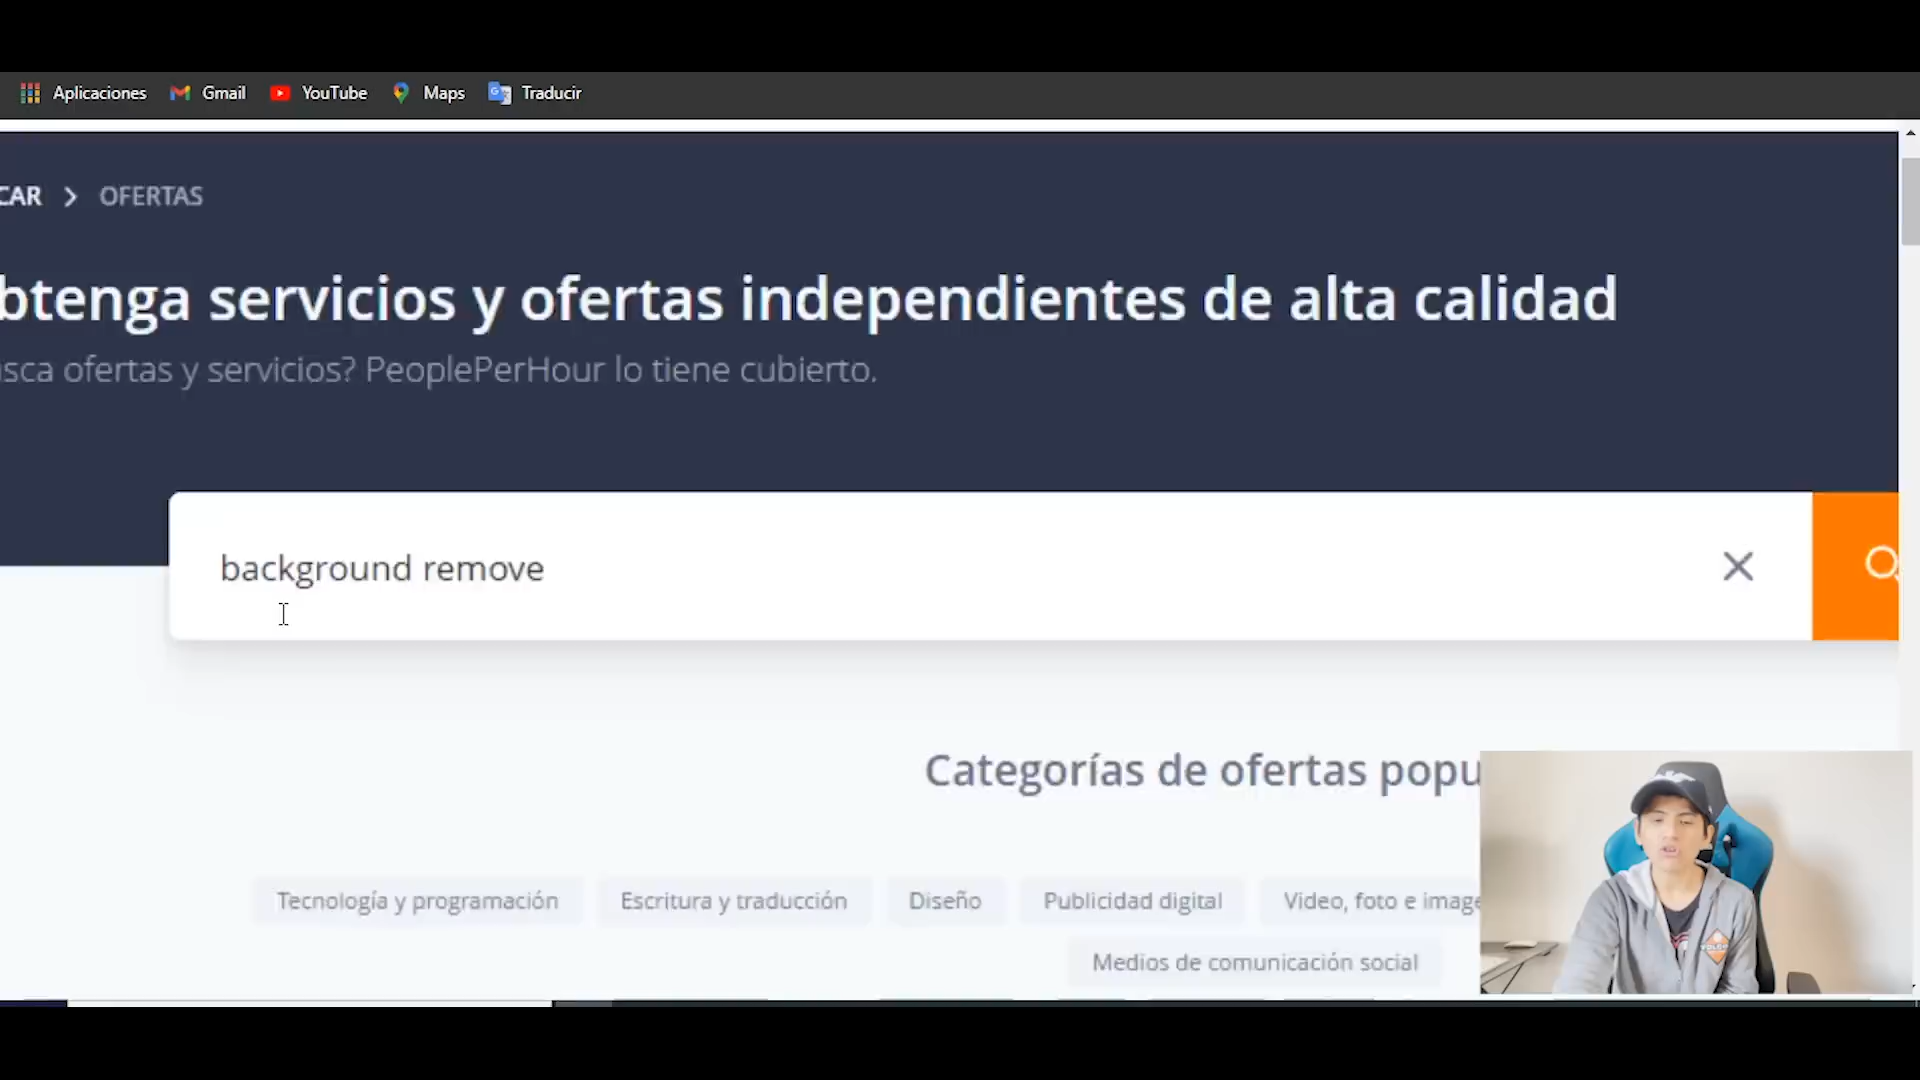 Aplicaciones Gmail YouTube Maps Traducir
CAR > OFERTAS
btenga servicios y ofertas independientes de alta calidad
sca ofertas y servicios? PeoplePerHour lo tiene cubierto.
background remove
Categorías de ofertas popu
Tecnología y programación Escritura y traducción Diseño Publicidad digital Video, foto e image
Medios de comunicación social